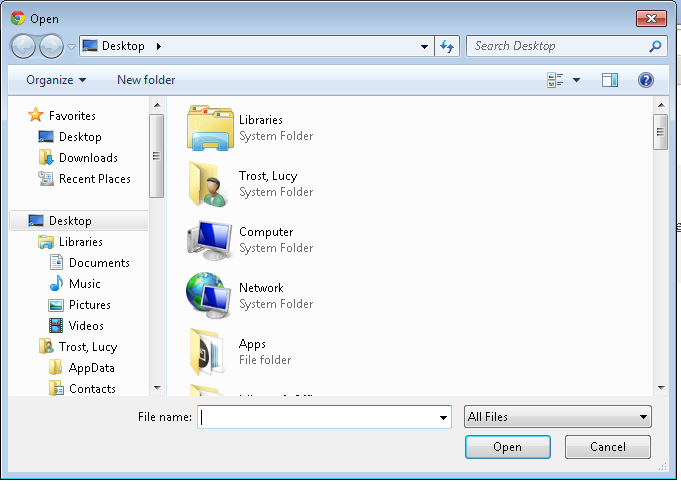 Open
Desktop
Search Desktop
Organize
New folder
Favorites
Desktop
Downloads
Recent Places
Desktop
Libraries
Documents
Music
Pictures
Videos
Trost, Lucy
AppData
Contacts
Libraries
System Folder
Trost, Lucy
System Folder
Computer
System Folder
Network
System Folder
Apps
File folder
File name:
All Files
Open
Cancel